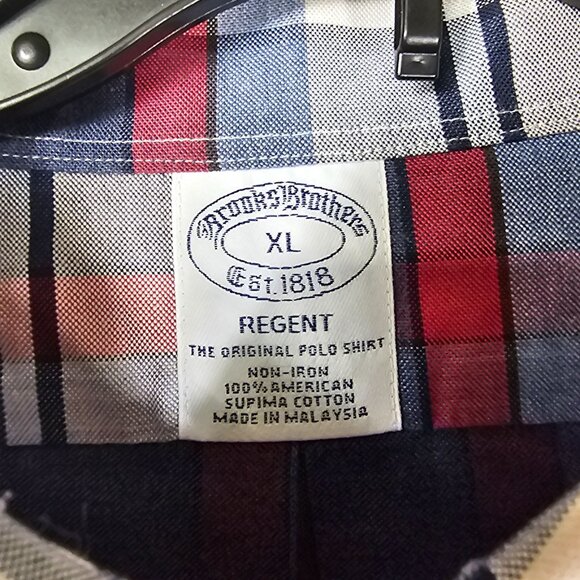 Brooks Brothers
XL
Est. 1818
REGENT
THE ORIGINAL POLO SHIRT
NON-IRON
100% AMERICAN
SUPIMA COTTON
MADE IN MALAYSIA